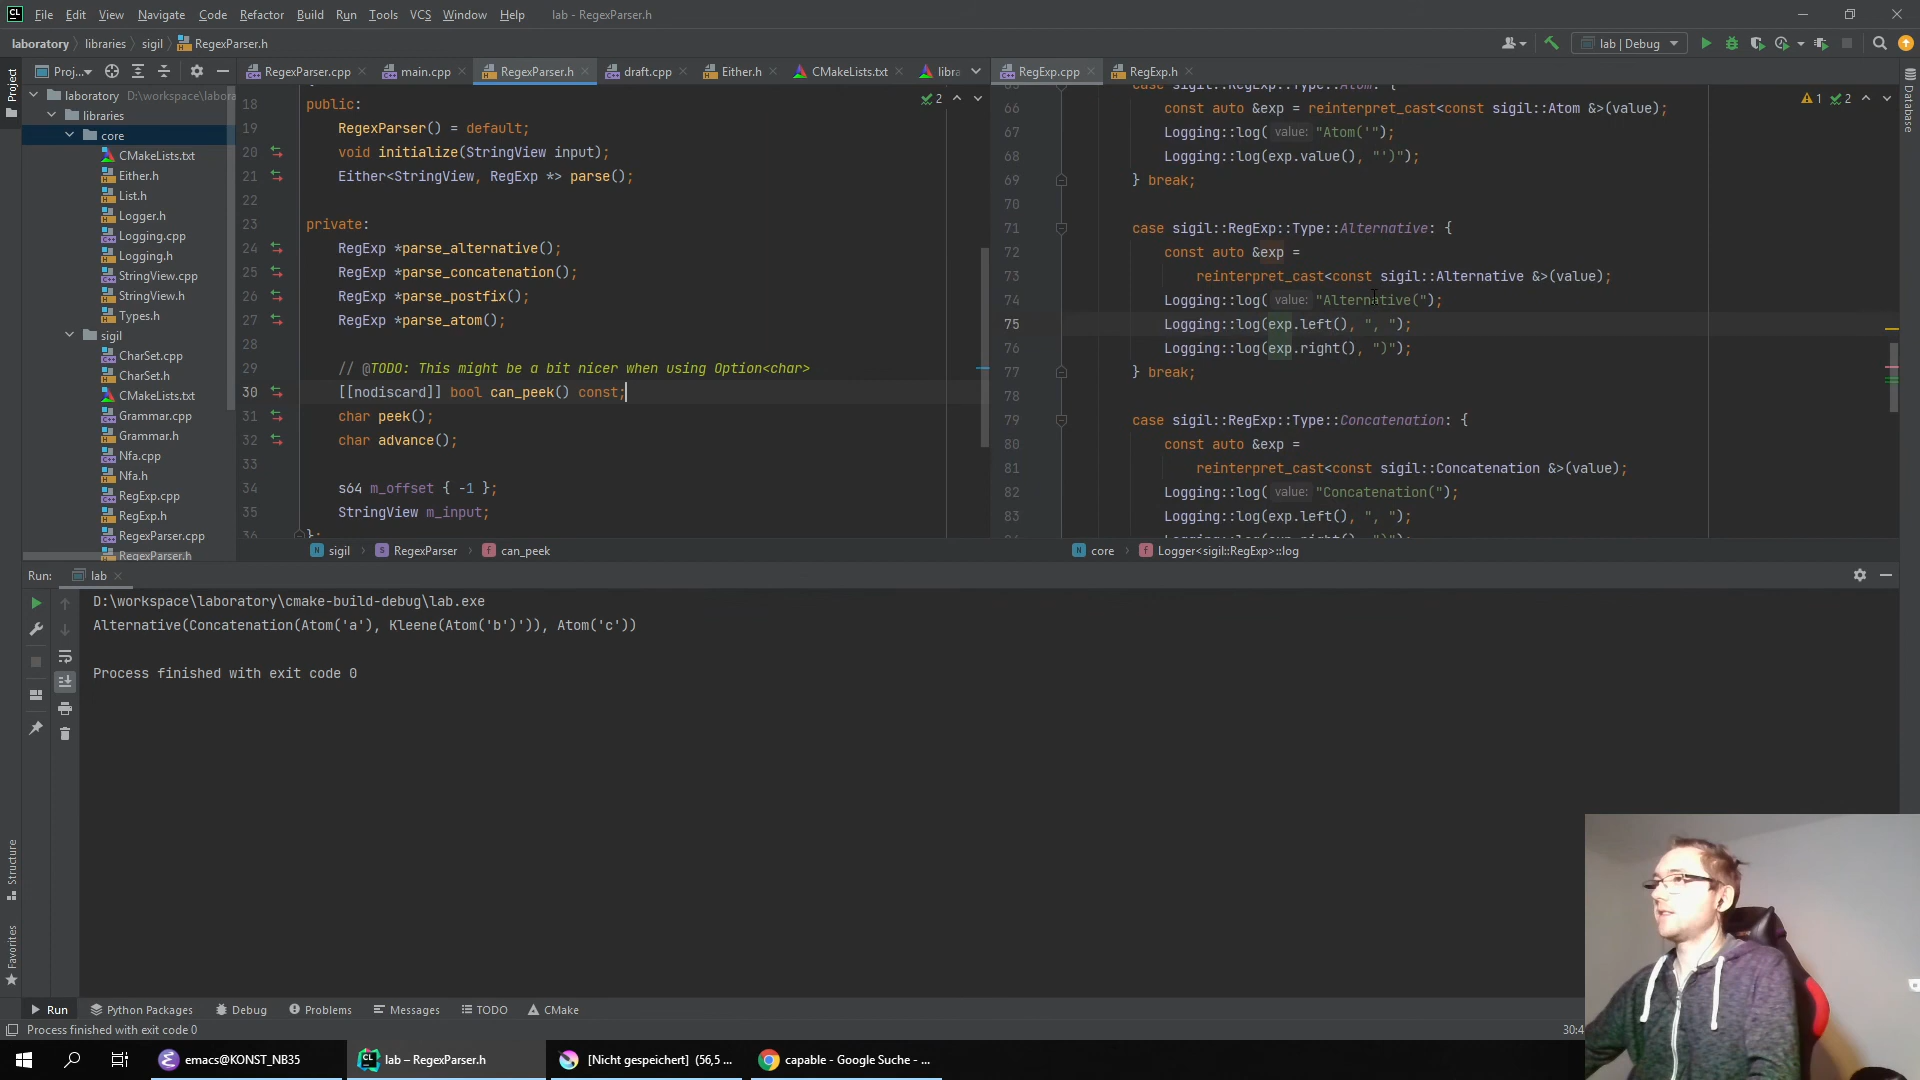 File Edit View Navigate Code Refactor Build Run Tools VCS Window Help lab - RegexParser.h
laboratory libraries sigil RegexParser.h
lab | Debug
Proj...
RegexParser.cpp main.cpp RegexParser.h draft.cpp Either.h CMakeLists.txt libra
RegExp.cpp RegExp.h
Project
Database
laboratory D:\workspace\labora
libraries
core
CMakeLists.txt
Either.h
List.h
Logger.h
Logging.cpp
Logging.h
StringView.cpp
StringView.h
Types.h
sigil
CharSet.cpp
CharSet.h
CMakeLists.txt
Grammar.cpp
Grammar.h
Nfa.cpp
Nfa.h
RegExp.cpp
RegExp.h
RegexParser.cpp
RegexParser.h
2
18 public:
19 RegexParser() = default;
20 void initialize(StringView input);
21 Either<StringView, RegExp *> parse();
22
23 private:
24 RegExp *parse_alternative();
25 RegExp *parse_concatenation();
26 RegExp *parse_postfix();
27 RegExp *parse_atom();
28
29 // @TODO: This might be a bit nicer when using Option<char>
30 [[nodiscard]] bool can_peek() const;
31 char peek();
32 char advance();
33
34 s64 m_offset { -1 };
35 StringView m_input;
36 };
sigil RegexParser can_peek
1 2
65 case sigil::RegExp::Type::Atom: {
66 const auto &exp = reinterpret_cast<const sigil::Atom &>(value);
67 Logging::log( value: "Atom('");
68 Logging::log(exp.value(), "')");
69 } break;
70
71 case sigil::RegExp::Type::Alternative: {
72 const auto &exp =
73 reinterpret_cast<const sigil::Alternative &>(value);
74 Logging::log( value: "Alternative(");
75 Logging::log(exp.left(), ", ");
76 Logging::log(exp.right(), ")");
77 } break;
78
79 case sigil::RegExp::Type::Concatenation: {
80 const auto &exp =
81 reinterpret_cast<const sigil::Concatenation &>(value);
82 Logging::log( value: "Concatenation(");
83 Logging::log(exp.left(), ", ");
core Logger<sigil::RegExp>::log
Run: lab
D:\workspace\laboratory\cmake-build-debug\lab.exe
Alternative(Concatenation(Atom('a'), Kleene(Atom('b')')), Atom('c'))
Process finished with exit code 0
Structure
Favorites
Run Python Packages Debug Problems Messages TODO CMake
Process finished with exit code 0
30:4
emacs@KONST_NB35
lab – RegexParser.h
[Nicht gespeichert] (56,5 ...
capable - Google Suche - ...